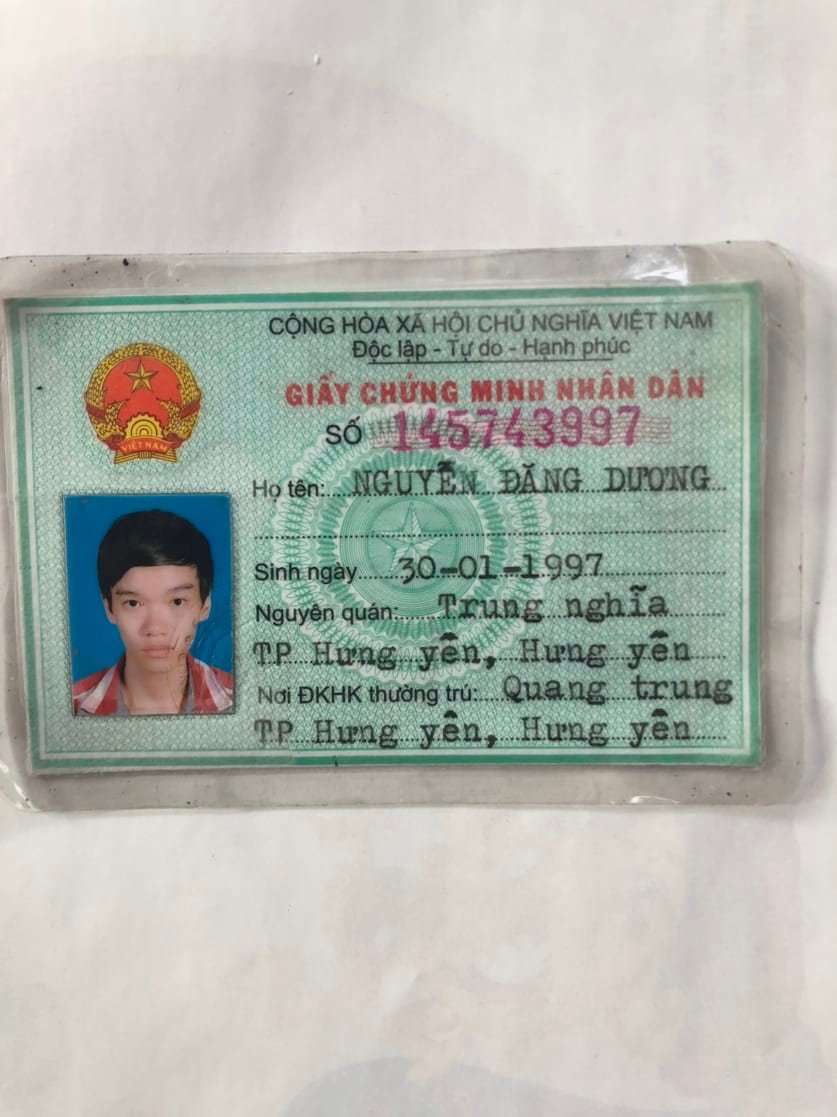 CỘNG HÒA XÃ HỘI CHỦ NGHĨA VIỆT NAM
Độc lập - Tự do - Hạnh phúc
GIẤY CHỨNG MINH NHÂN DÂN
SỐ 145743997
Họ tên: NGUYỄN ĐĂNG DƯƠNG
Sinh ngày 30-01-1997
Nguyên quán: Trung nghĩa
TP Hưng yên, Hưng yên
Nơi ĐKHK thường trú: Quang trung
TP Hưng yên, Hưng yên
VIỆT NAM